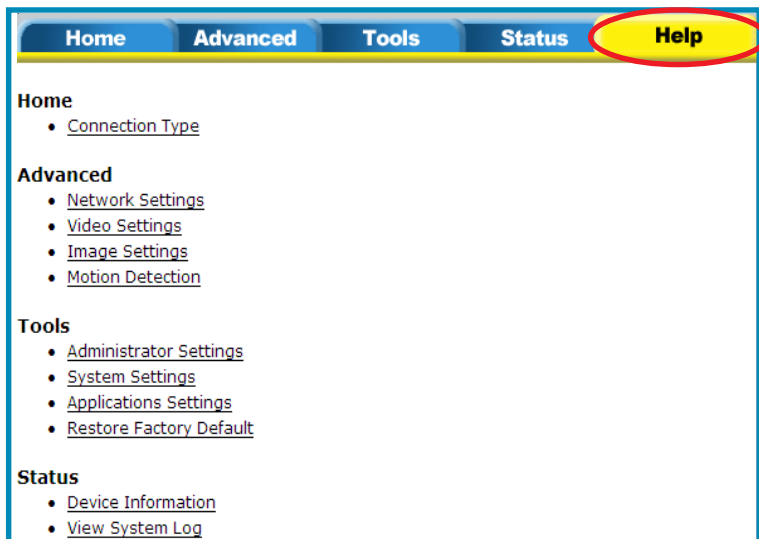 Home Advanced Tools Status Help
Home
• Connection Type
Advanced
• Network Settings
• Video Settings
• Image Settings
• Motion Detection
Tools
• Administrator Settings
• System Settings
• Applications Settings
• Restore Factory Default
Status
• Device Information
• View System Log